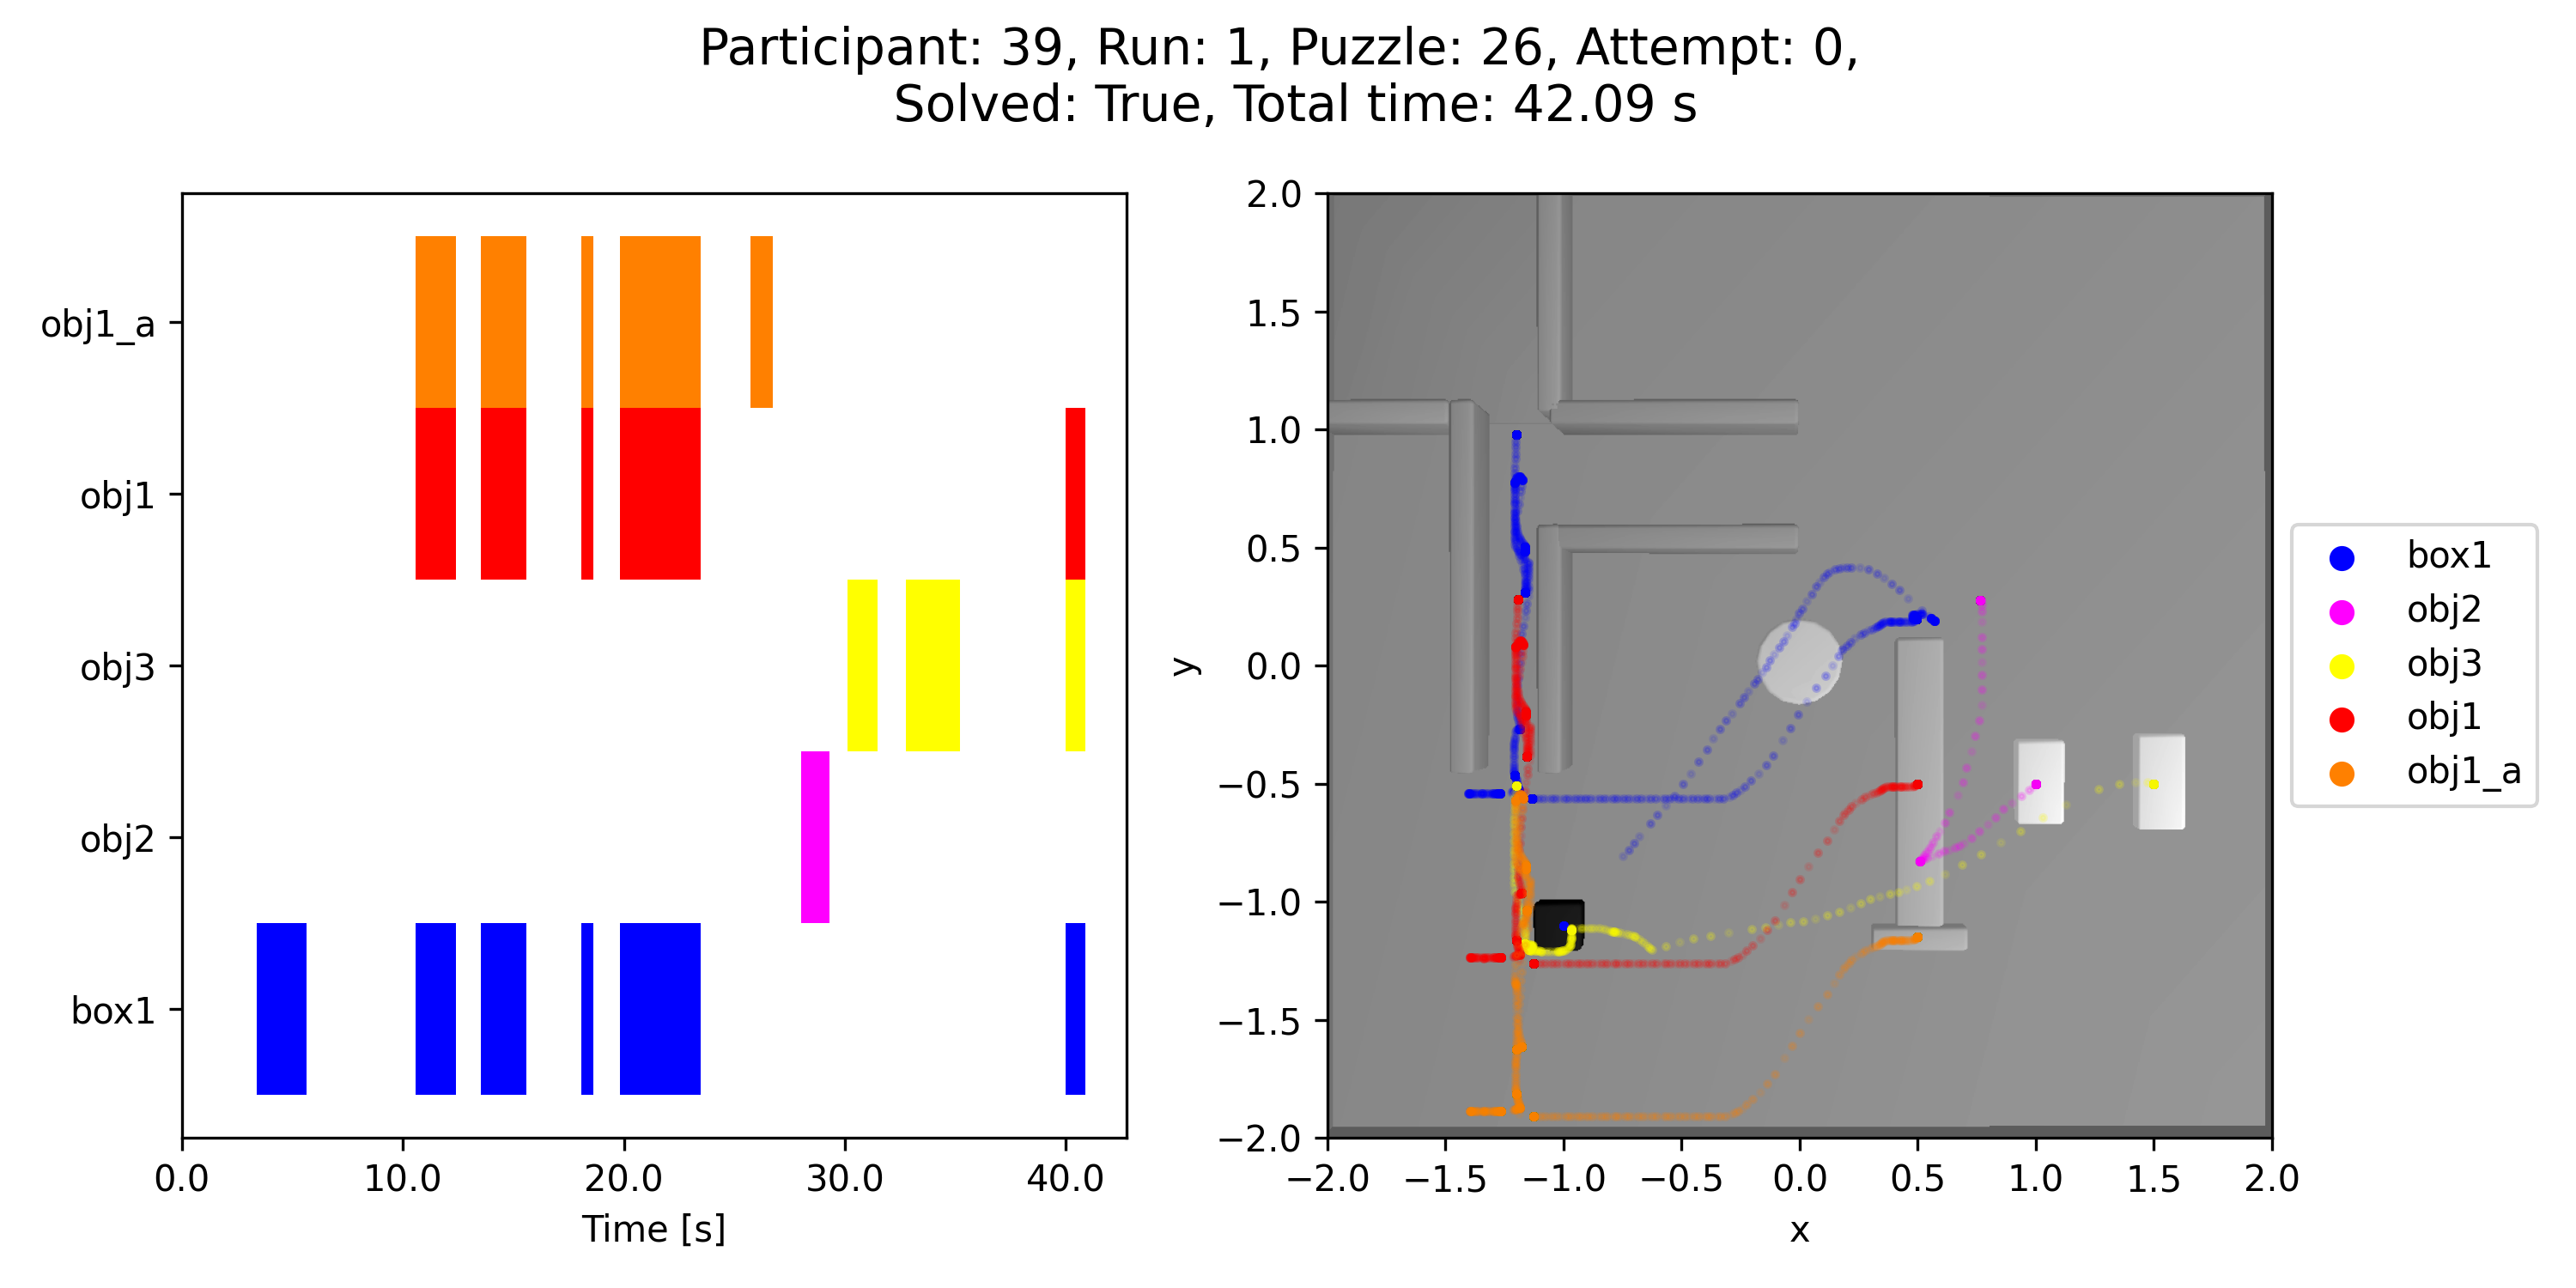 Participant: 39, Run: 1, Puzzle: 26, Attempt: 0,
Solved: True, Total time: 42.09 s
obj1_a
obj1
obj3
obj2
box1
0.0 10.0 20.0 30.0 40.0
Time [s]
2.0
1.5
1.0
0.5
0.0
−0.5
−1.0
−1.5
−2.0
y
−2.0 −1.5 −1.0 −0.5 0.0 0.5 1.0 1.5 2.0
x
box1
obj2
obj3
obj1
obj1_a